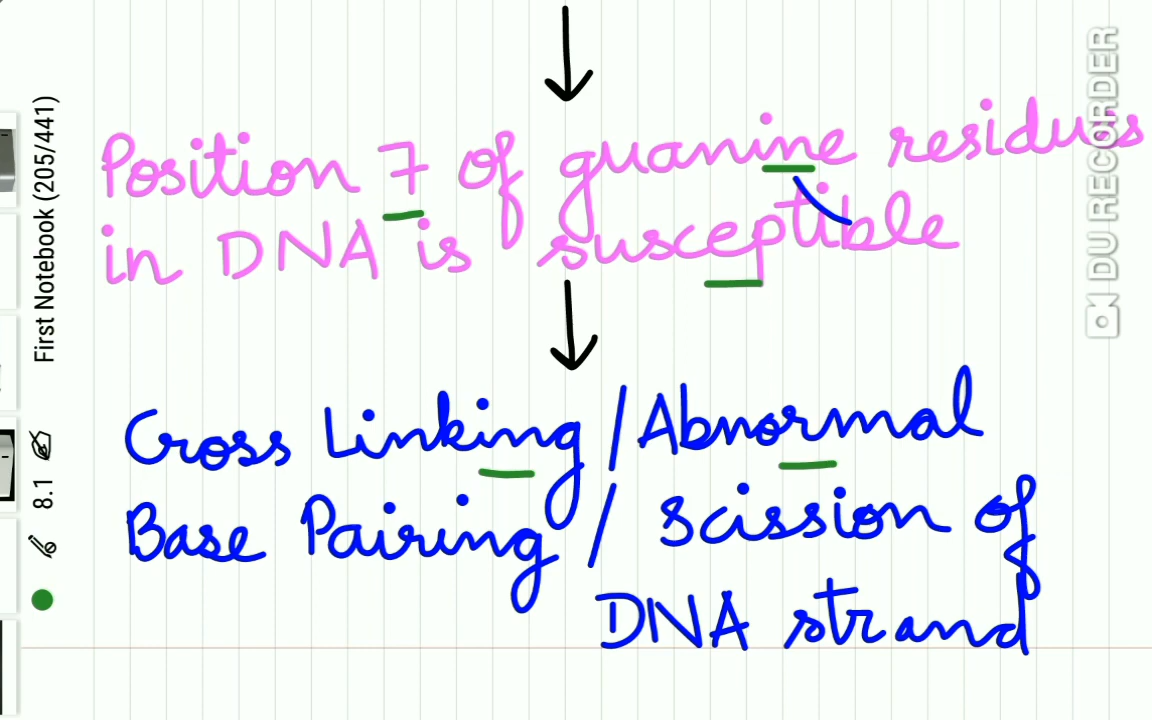 Position 7 of guanine residues
in DNA is susceptible
Cross Linking / Abnormal
Base Pairing / Scission of
DNA strand
First Notebook (205/441)
8.1
DU RECORDER